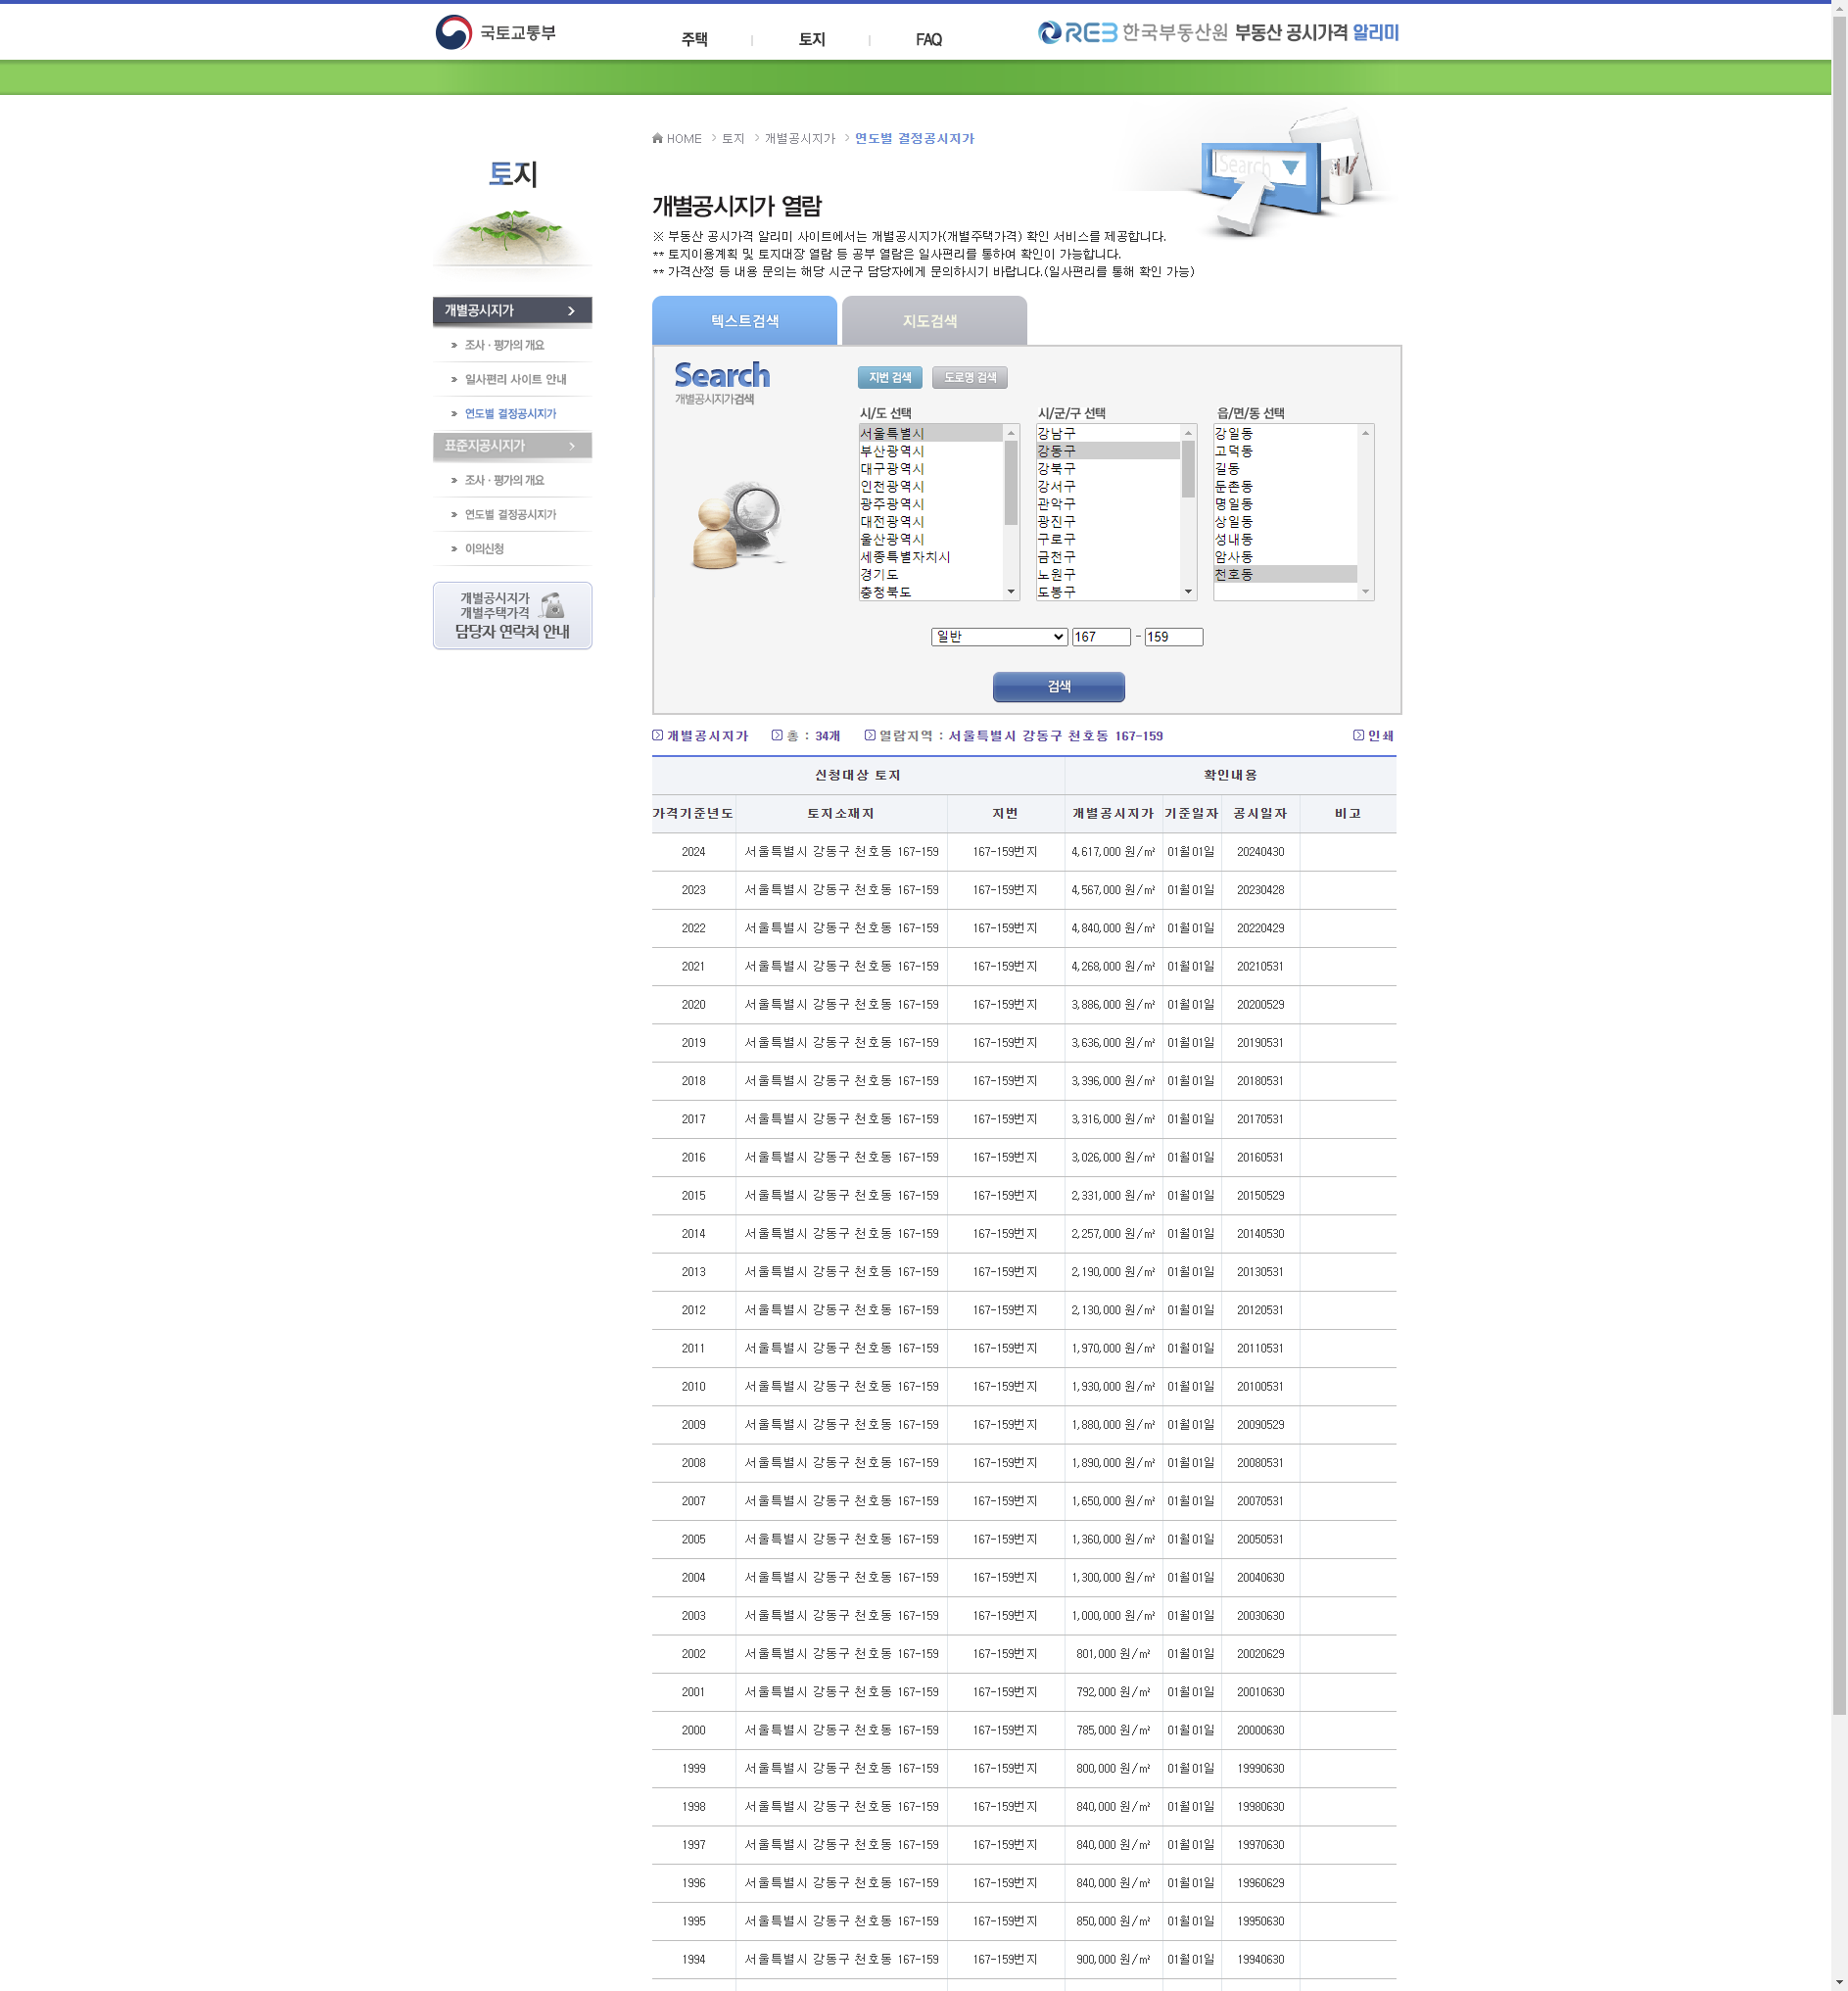 국토교통부
주택 | 토지 | FAQ
REB 한국부동산원 부동산 공시가격 알리미
HOME > 토지 > 개별공시지가 > 연도별 결정공시지가
토지
개별공시지가 열람
※ 부동산 공시가격 알리미 사이트에서는 개별공시지가(개별주택가격) 확인 서비스를 제공합니다.
** 토지이용계획 및 토지대장 열람 등 공부 열람은 일사편리를 통하여 확인이 가능합니다.
** 가격산정 등 내용 문의는 해당 시군구 담당자에게 문의하시기 바랍니다.(일사편리를 통해 확인 가능)
개별공시지가
조사 · 평가의 개요
일사편리 사이트 안내
연도별 결정공시지가
표준지공시지가
조사 · 평가의 개요
연도별 결정공시지가
이의신청
개별공시지가
개별주택가격
담당자 연락처 안내
텍스트검색 지도검색
Search
개별공시지가검색
지번 검색 도로명 검색
시/도 선택
서울특별시
부산광역시
대구광역시
인천광역시
광주광역시
대전광역시
울산광역시
세종특별자치시
경기도
충청북도
시/군/구 선택
강남구
강동구
강북구
강서구
관악구
광진구
구로구
금천구
노원구
도봉구
읍/면/동 선택
강일동
고덕동
길동
둔촌동
명일동
상일동
성내동
암사동
천호동
일반 167 - 159
검색
개별공시지가 총 : 34개 열람지역 : 서울특별시 강동구 천호동 167-159 인쇄
신청대상 토지 확인내용
가격기준년도 토지소재지 지번 개별공시지가 기준일자 공시일자 비고
2024 서울특별시 강동구 천호동 167-159 167-159번지 4,617,000 원/㎡ 01월01일 20240430
2023 서울특별시 강동구 천호동 167-159 167-159번지 4,567,000 원/㎡ 01월01일 20230428
2022 서울특별시 강동구 천호동 167-159 167-159번지 4,840,000 원/㎡ 01월01일 20220429
2021 서울특별시 강동구 천호동 167-159 167-159번지 4,268,000 원/㎡ 01월01일 20210531
2020 서울특별시 강동구 천호동 167-159 167-159번지 3,886,000 원/㎡ 01월01일 20200529
2019 서울특별시 강동구 천호동 167-159 167-159번지 3,636,000 원/㎡ 01월01일 20190531
2018 서울특별시 강동구 천호동 167-159 167-159번지 3,396,000 원/㎡ 01월01일 20180531
2017 서울특별시 강동구 천호동 167-159 167-159번지 3,316,000 원/㎡ 01월01일 20170531
2016 서울특별시 강동구 천호동 167-159 167-159번지 3,026,000 원/㎡ 01월01일 20160531
2015 서울특별시 강동구 천호동 167-159 167-159번지 2,331,000 원/㎡ 01월01일 20150529
2014 서울특별시 강동구 천호동 167-159 167-159번지 2,257,000 원/㎡ 01월01일 20140530
2013 서울특별시 강동구 천호동 167-159 167-159번지 2,190,000 원/㎡ 01월01일 20130531
2012 서울특별시 강동구 천호동 167-159 167-159번지 2,130,000 원/㎡ 01월01일 20120531
2011 서울특별시 강동구 천호동 167-159 167-159번지 1,970,000 원/㎡ 01월01일 20110531
2010 서울특별시 강동구 천호동 167-159 167-159번지 1,930,000 원/㎡ 01월01일 20100531
2009 서울특별시 강동구 천호동 167-159 167-159번지 1,880,000 원/㎡ 01월01일 20090529
2008 서울특별시 강동구 천호동 167-159 167-159번지 1,890,000 원/㎡ 01월01일 20080531
2007 서울특별시 강동구 천호동 167-159 167-159번지 1,650,000 원/㎡ 01월01일 20070531
2005 서울특별시 강동구 천호동 167-159 167-159번지 1,360,000 원/㎡ 01월01일 20050531
2004 서울특별시 강동구 천호동 167-159 167-159번지 1,300,000 원/㎡ 01월01일 20040630
2003 서울특별시 강동구 천호동 167-159 167-159번지 1,000,000 원/㎡ 01월01일 20030630
2002 서울특별시 강동구 천호동 167-159 167-159번지 801,000 원/㎡ 01월01일 20020629
2001 서울특별시 강동구 천호동 167-159 167-159번지 792,000 원/㎡ 01월01일 20010630
2000 서울특별시 강동구 천호동 167-159 167-159번지 785,000 원/㎡ 01월01일 20000630
1999 서울특별시 강동구 천호동 167-159 167-159번지 800,000 원/㎡ 01월01일 19990630
1998 서울특별시 강동구 천호동 167-159 167-159번지 840,000 원/㎡ 01월01일 19980630
1997 서울특별시 강동구 천호동 167-159 167-159번지 840,000 원/㎡ 01월01일 19970630
1996 서울특별시 강동구 천호동 167-159 167-159번지 840,000 원/㎡ 01월01일 19960629
1995 서울특별시 강동구 천호동 167-159 167-159번지 850,000 원/㎡ 01월01일 19950630
1994 서울특별시 강동구 천호동 167-159 167-159번지 900,000 원/㎡ 01월01일 19940630